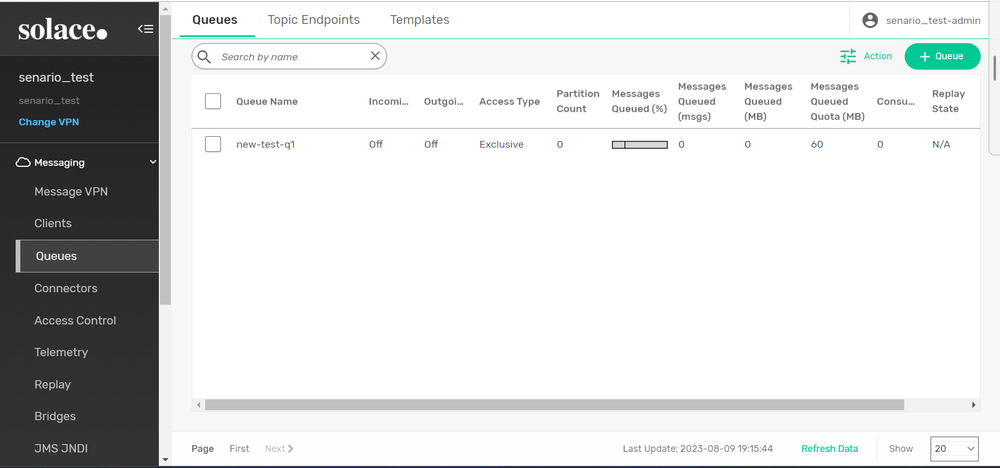 solace.
senario_test
senario_test
Change VPN
Messaging
Message VPN
Clients
Queues
Connectors
Access Control
Telemetry
Replay
Bridges
JMS JNDI
Queues Topic Endpoints Templates
senario_test-admin
Search by name
Action
+ Queue
Queue Name
Incomi...
Outgoi...
Access Type
Partition
Count
Messages
Queued (%)
Messages
Queued
(msgs)
Messages
Queued
(MB)
Messages
Queued
Quota (MB)
Consu...
Replay
State
new-test-q1 Off Off Exclusive 0 0 0 60 0 N/A
Page First Next
Last Update: 2023-08-09 19:15:44 Refresh Data Show 20